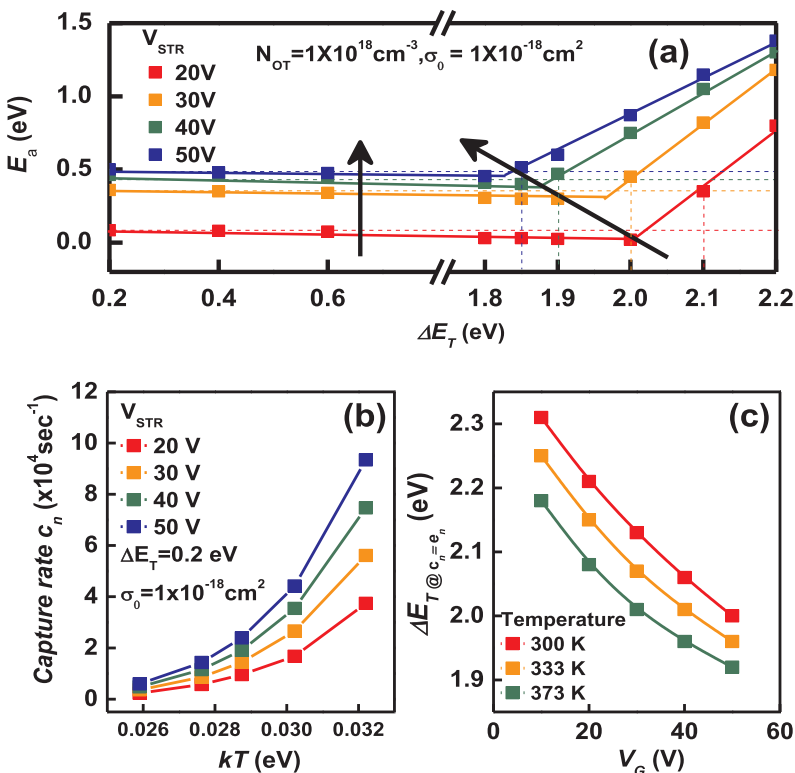 1.5
1.0
0.5
0.0
E_a (eV)
V_STR
20V
30V
40V
50V
N_OT=1X10^18cm^-3,σ_0 = 1X10^-18cm^2
(a)
0.2 0.4 0.6 1.8 1.9 2.0 2.1 2.2
ΔE_T (eV)
12
10
8
6
4
2
0
Capture rate c_n (x10^4sec^-1)
V_STR
20 V
30 V
40 V
50 V
ΔE_T=0.2 eV
σ_0=1x10^-18cm^2
(b)
0.026 0.028 0.030 0.032
kT (eV)
2.3
2.2
2.1
2.0
1.9
ΔE_T@c_n=e_n (eV)
(c)
Temperature
300 K
333 K
373 K
0 20 40 60
V_G (V)